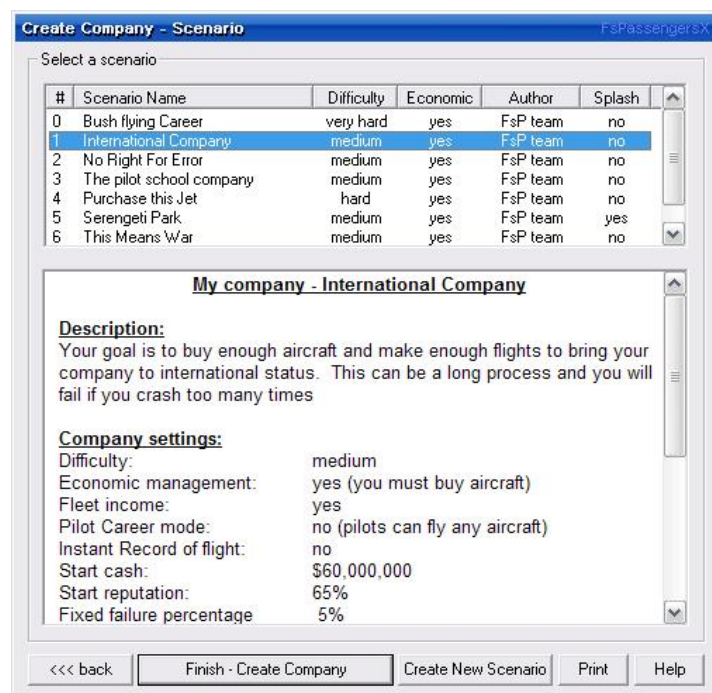 Create Company - Scenario FsPassengersX
Select a scenario
# Scenario Name Difficulty Economic Author Splash
0 Bush flying Career very hard yes FsP team no
1 International Company medium yes FsP team no
2 No Right For Error medium yes FsP team no
3 The pilot school company medium yes FsP team no
4 Purchase this Jet hard yes FsP team no
5 Serengeti Park medium yes FsP team yes
6 This Means War medium yes FsP team no
My company - International Company
Description:
Your goal is to buy enough aircraft and make enough flights to bring your
company to international status. This can be a long process and you will
fail if you crash too many times
Company settings:
Difficulty: medium
Economic management: yes (you must buy aircraft)
Fleet income: yes
Pilot Career mode: no (pilots can fly any aircraft)
Instant Record of flight: no
Start cash: $60,000,000
Start reputation: 65%
Fixed failure percentage 5%
<<< back Finish - Create Company Create New Scenario Print Help